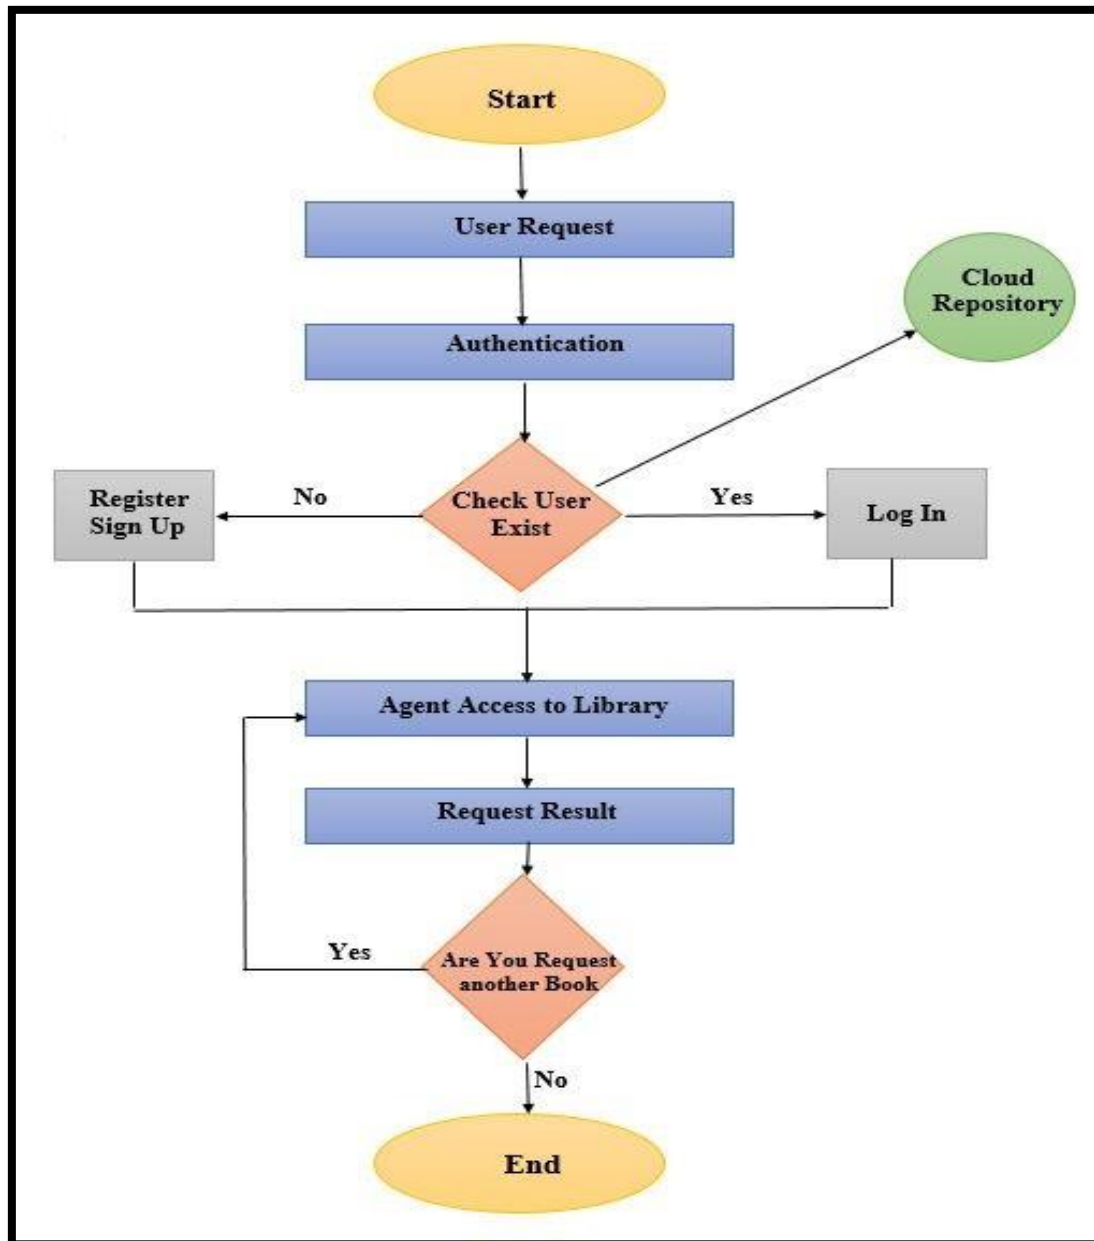 Start
User Request
Cloud
Repository
Authentication
Register
Sign Up
No
Check User
Exist
Yes
Log In
Agent Access to Library
Request Result
Yes
Are You Request
another Book
No
End